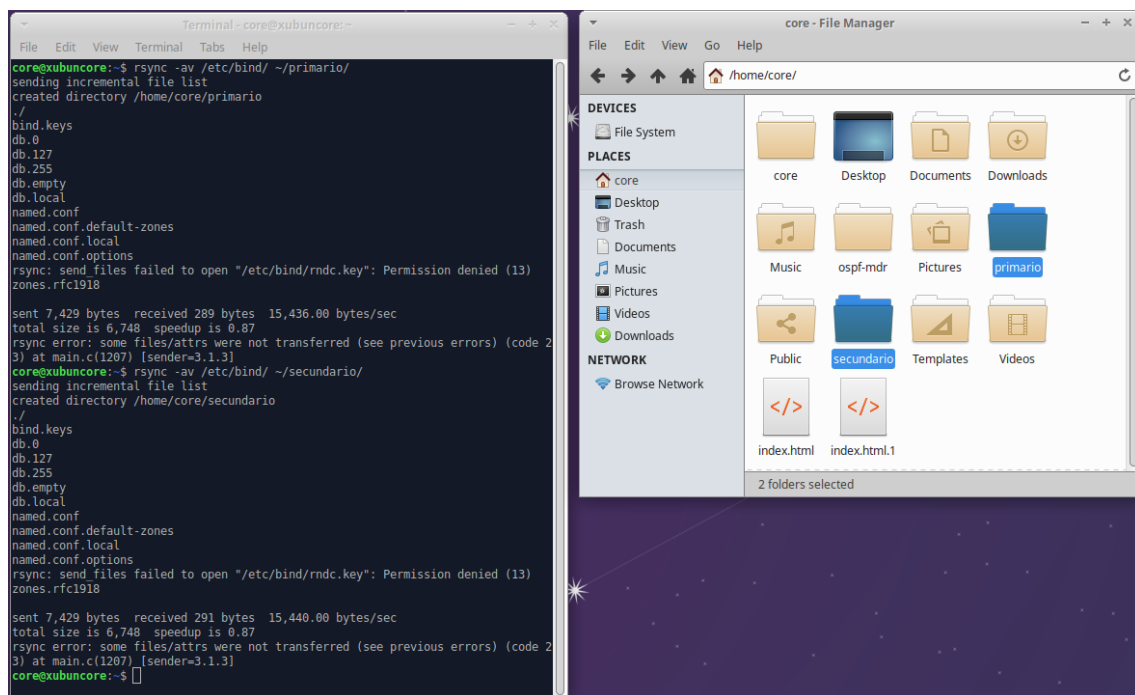 Terminal - core@xubuncore: ~
File Edit View Terminal Tabs Help
core@xubuncore:~$ rsync -av /etc/bind/ ~/primario/
sending incremental file list
created directory /home/core/primario
./
bind.keys
db.0
db.127
db.255
db.empty
db.local
named.conf
named.conf.default-zones
named.conf.local
named.conf.options
rsync: send_files failed to open "/etc/bind/rndc.key": Permission denied (13)
zones.rfc1918
sent 7,429 bytes  received 289 bytes  15,436.00 bytes/sec
total size is 6,748  speedup is 0.87
rsync error: some files/attrs were not transferred (see previous errors) (code 2
3) at main.c(1207) [sender=3.1.3]
core@xubuncore:~$ rsync -av /etc/bind/ ~/secundario/
sending incremental file list
created directory /home/core/secundario
./
bind.keys
db.0
db.127
db.255
db.empty
db.local
named.conf
named.conf.default-zones
named.conf.local
named.conf.options
rsync: send_files failed to open "/etc/bind/rndc.key": Permission denied (13)
zones.rfc1918
sent 7,429 bytes  received 291 bytes  15,440.00 bytes/sec
total size is 6,748  speedup is 0.87
rsync error: some files/attrs were not transferred (see previous errors) (code 2
3) at main.c(1207) [sender=3.1.3]
core@xubuncore:~$
core - File Manager
File Edit View Go Help
/home/core/
DEVICES
File System
PLACES
core
Desktop
Trash
Documents
Music
Pictures
Videos
Downloads
NETWORK
Browse Network
core Desktop Documents Downloads
Music ospf-mdr Pictures primario
Public secundario Templates Videos
index.html index.html.1
2 folders selected